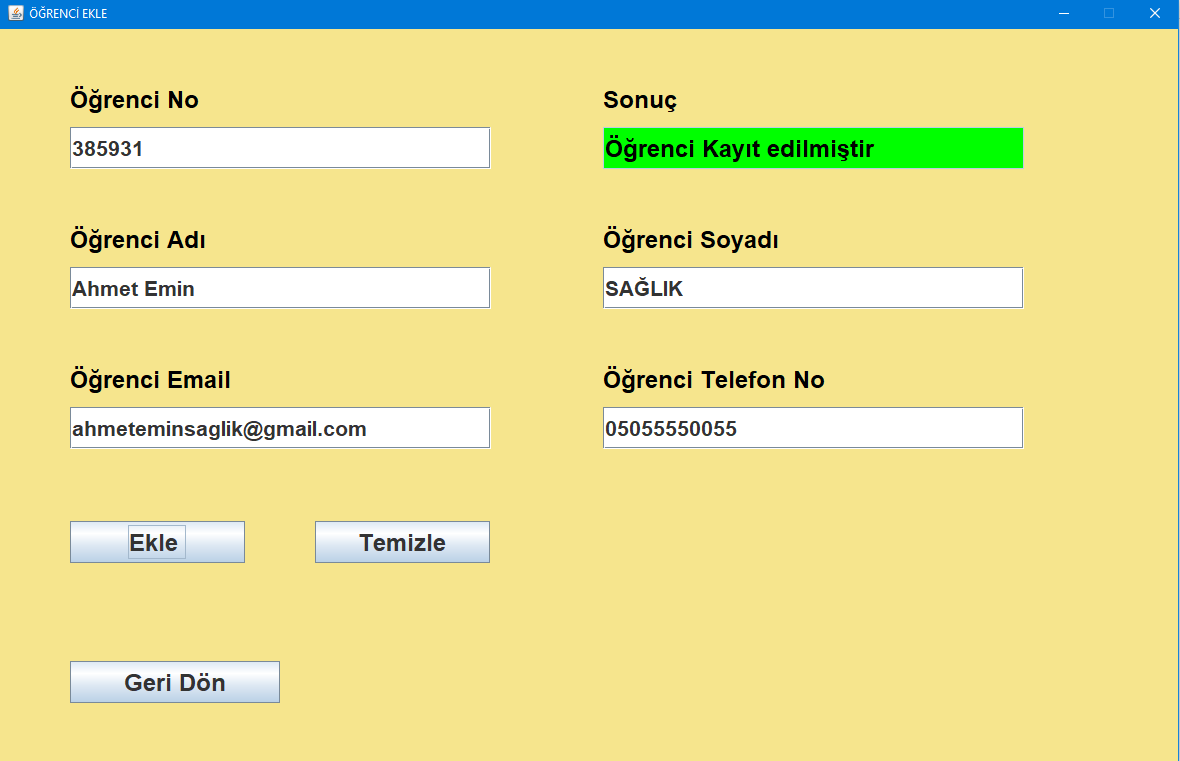 ÖĞRENCİ EKLE
Öğrenci No
Sonuç
385931
Öğrenci Kayıt edilmiştir
Öğrenci Adı
Öğrenci Soyadı
Ahmet Emin
SAĞLIK
Öğrenci Email
Öğrenci Telefon No
ahmeteminsaglik@gmail.com
05055550055
Ekle
Temizle
Geri Dön